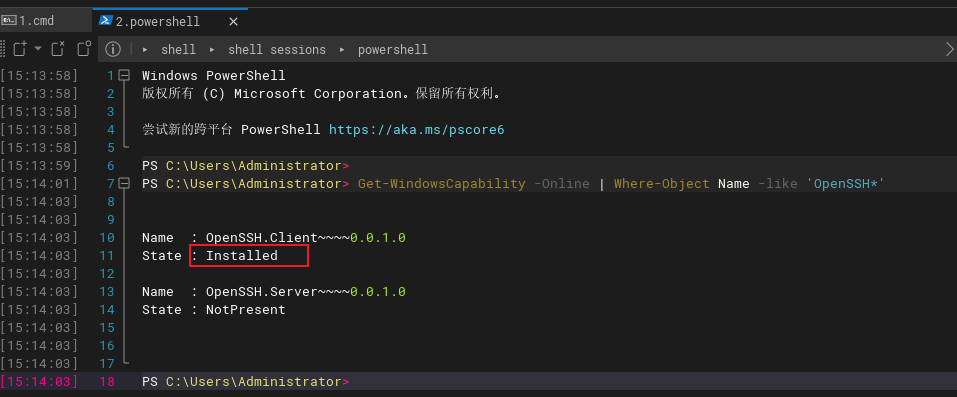 1.cmd
2.powershell
shell
shell sessions
powershell
[15:13:58] 1 Windows PowerShell
[15:13:58] 2 版权所有 (C) Microsoft Corporation。保留所有权利。
[15:13:58] 3
[15:13:58] 4 尝试新的跨平台 PowerShell https://aka.ms/pscore6
[15:13:58] 5
[15:13:59] 6 PS C:\Users\Administrator>
[15:14:01] 7 PS C:\Users\Administrator> Get-WindowsCapability -Online | Where-Object Name -like 'OpenSSH*'
[15:14:03] 8
[15:14:03] 9
[15:14:03] 10 Name  : OpenSSH.Client~~~~0.0.1.0
[15:14:03] 11 State : Installed
[15:14:03] 12
[15:14:03] 13 Name  : OpenSSH.Server~~~~0.0.1.0
[15:14:03] 14 State : NotPresent
[15:14:03] 15
[15:14:03] 16
[15:14:03] 17
[15:14:03] 18 PS C:\Users\Administrator>